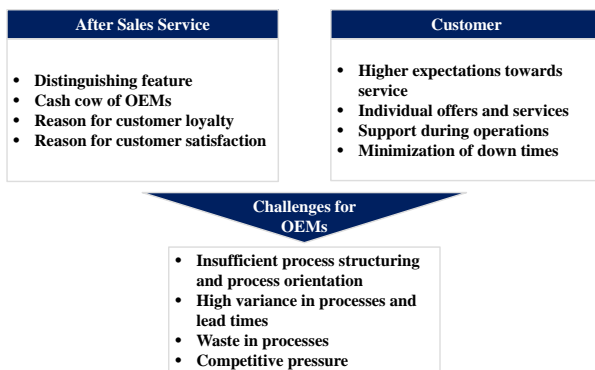 After Sales Service
• Distinguishing feature
• Cash cow of OEMs
• Reason for customer loyalty
• Reason for customer satisfaction
Customer
• Higher expectations towards
service
• Individual offers and services
• Support during operations
• Minimization of down times
Challenges for
OEMs
• Insufficient process structuring
and process orientation
• High variance in processes and
lead times
• Waste in processes
• Competitive pressure